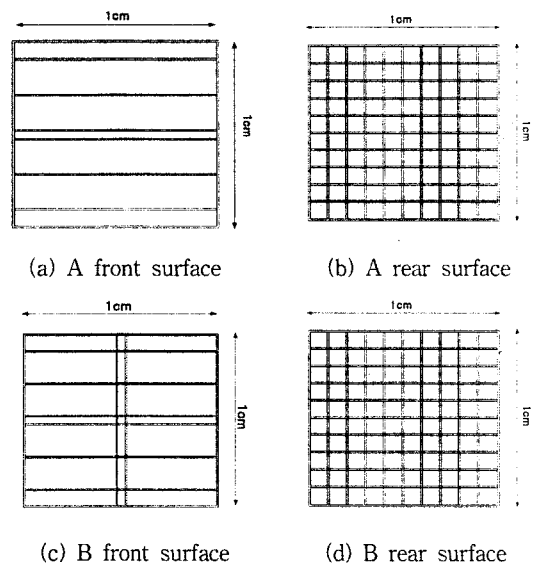 1cm
1cm
1cm
1cm
(a) A front surface
(b) A rear surface
1cm
1cm
1cm
1cm
(c) B front surface
(d) B rear surface